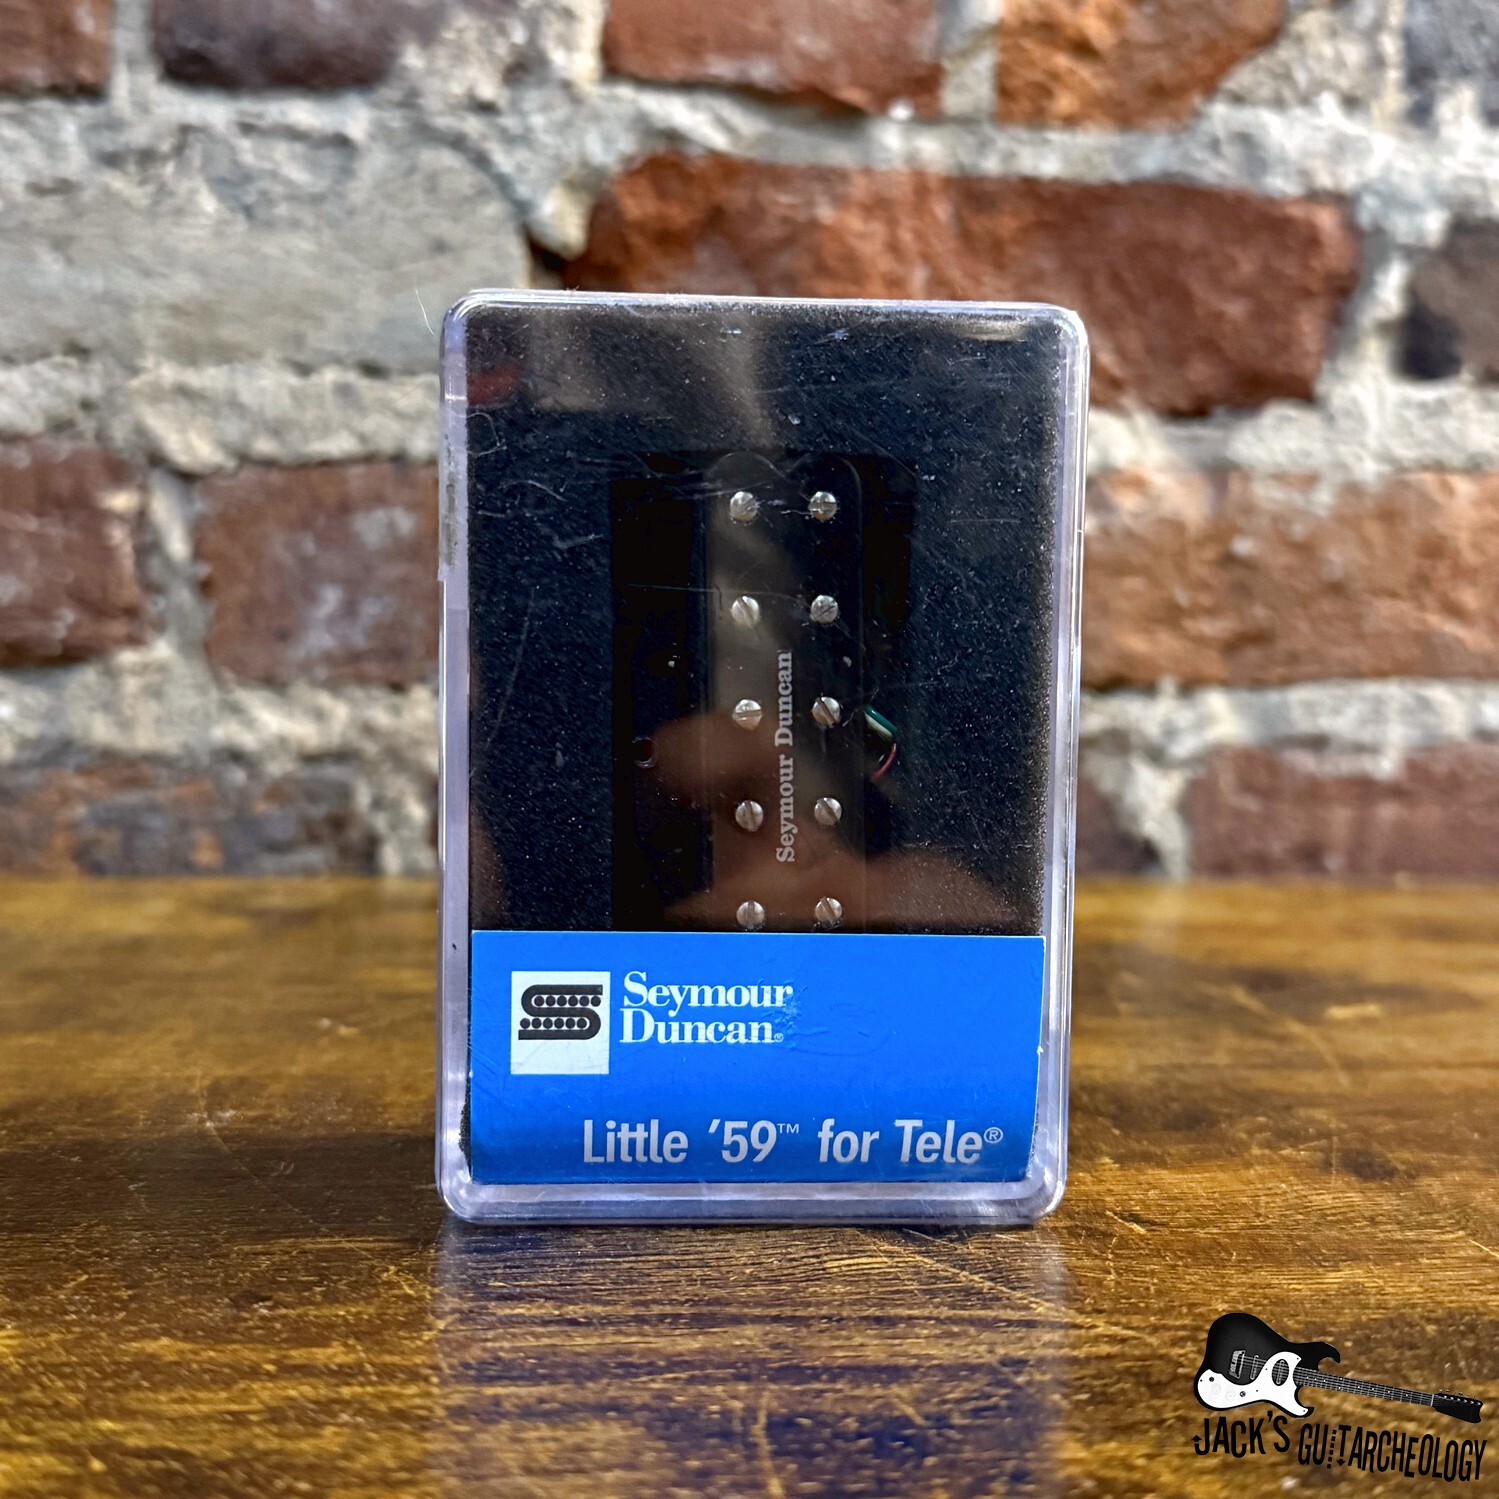 Seymour Duncan
Seymour
Duncan®
Little '59™ for Tele®
JACK'S GUITARCHEOLOGY